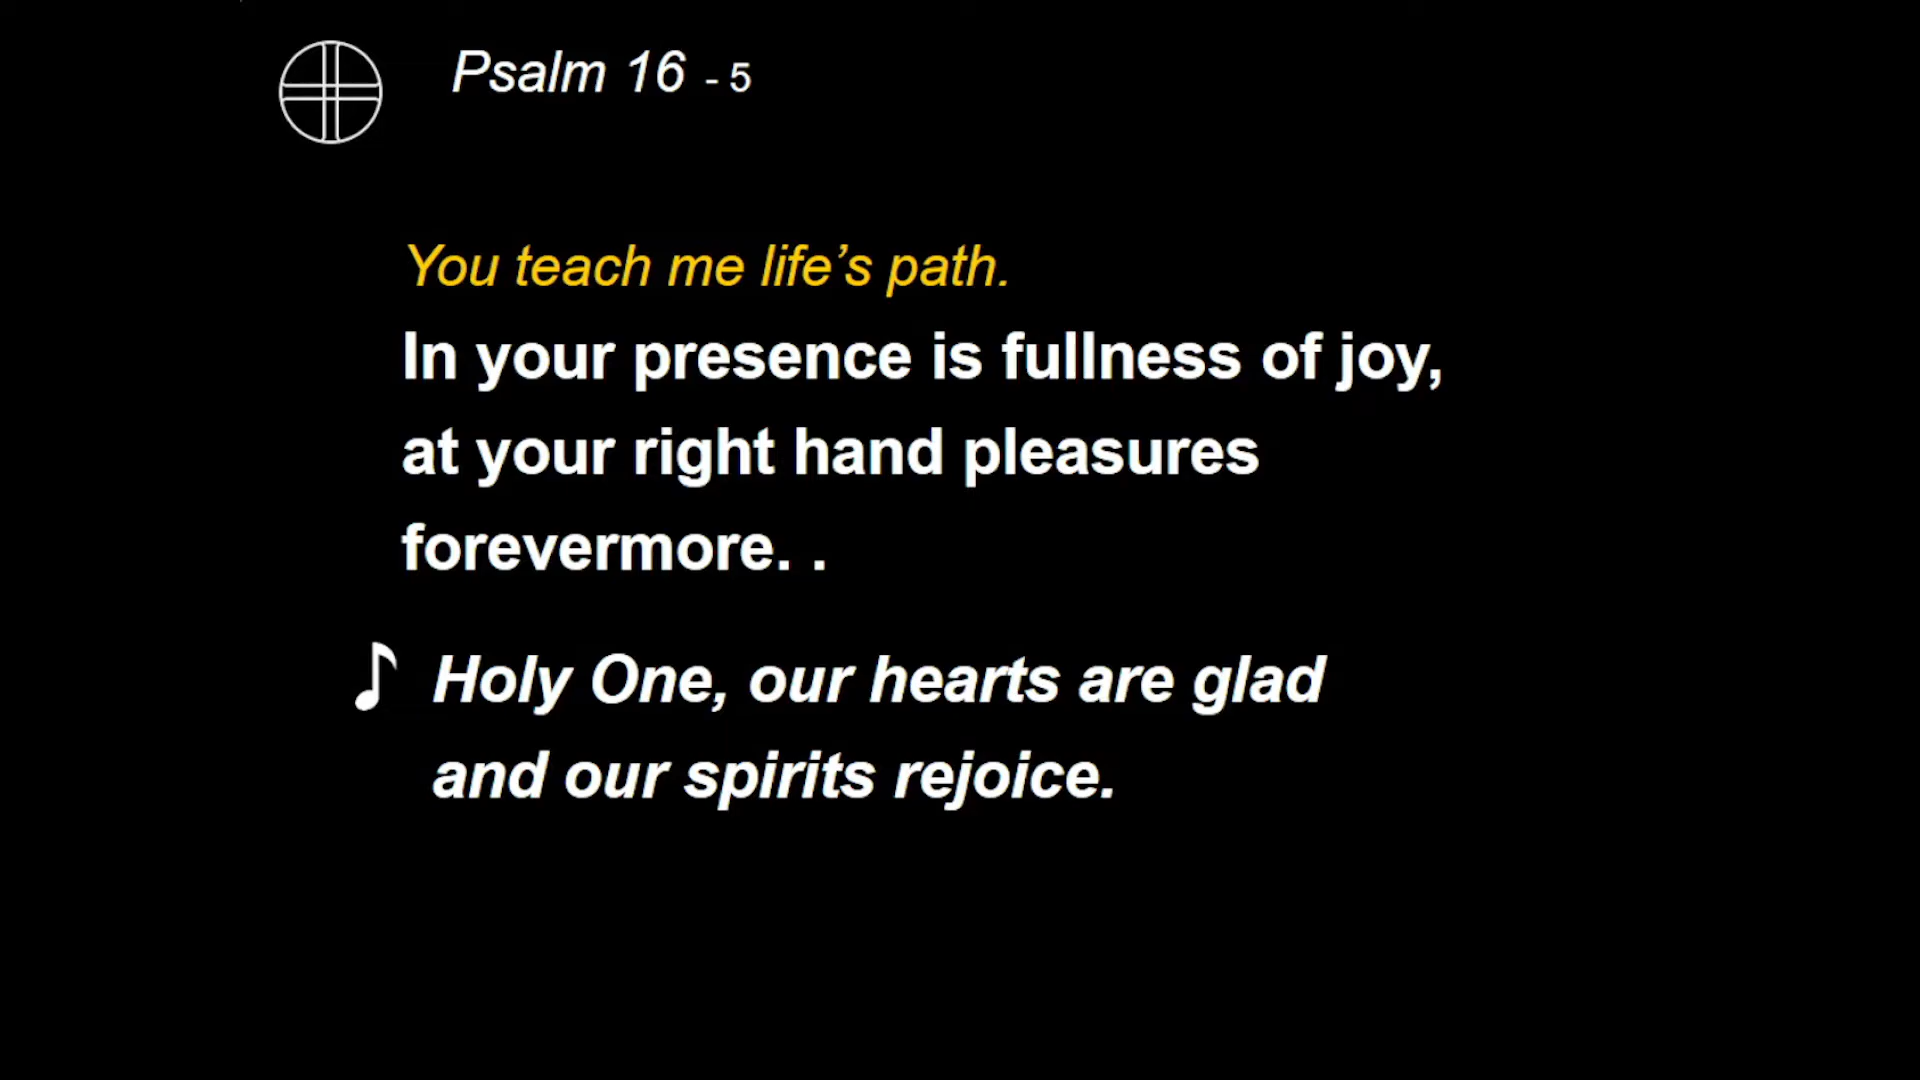 Psalm 16 - 5
You teach me life’s path.
In your presence is fullness of joy,
at your right hand pleasures
forevermore. .
Holy One, our hearts are glad
and our spirits rejoice.